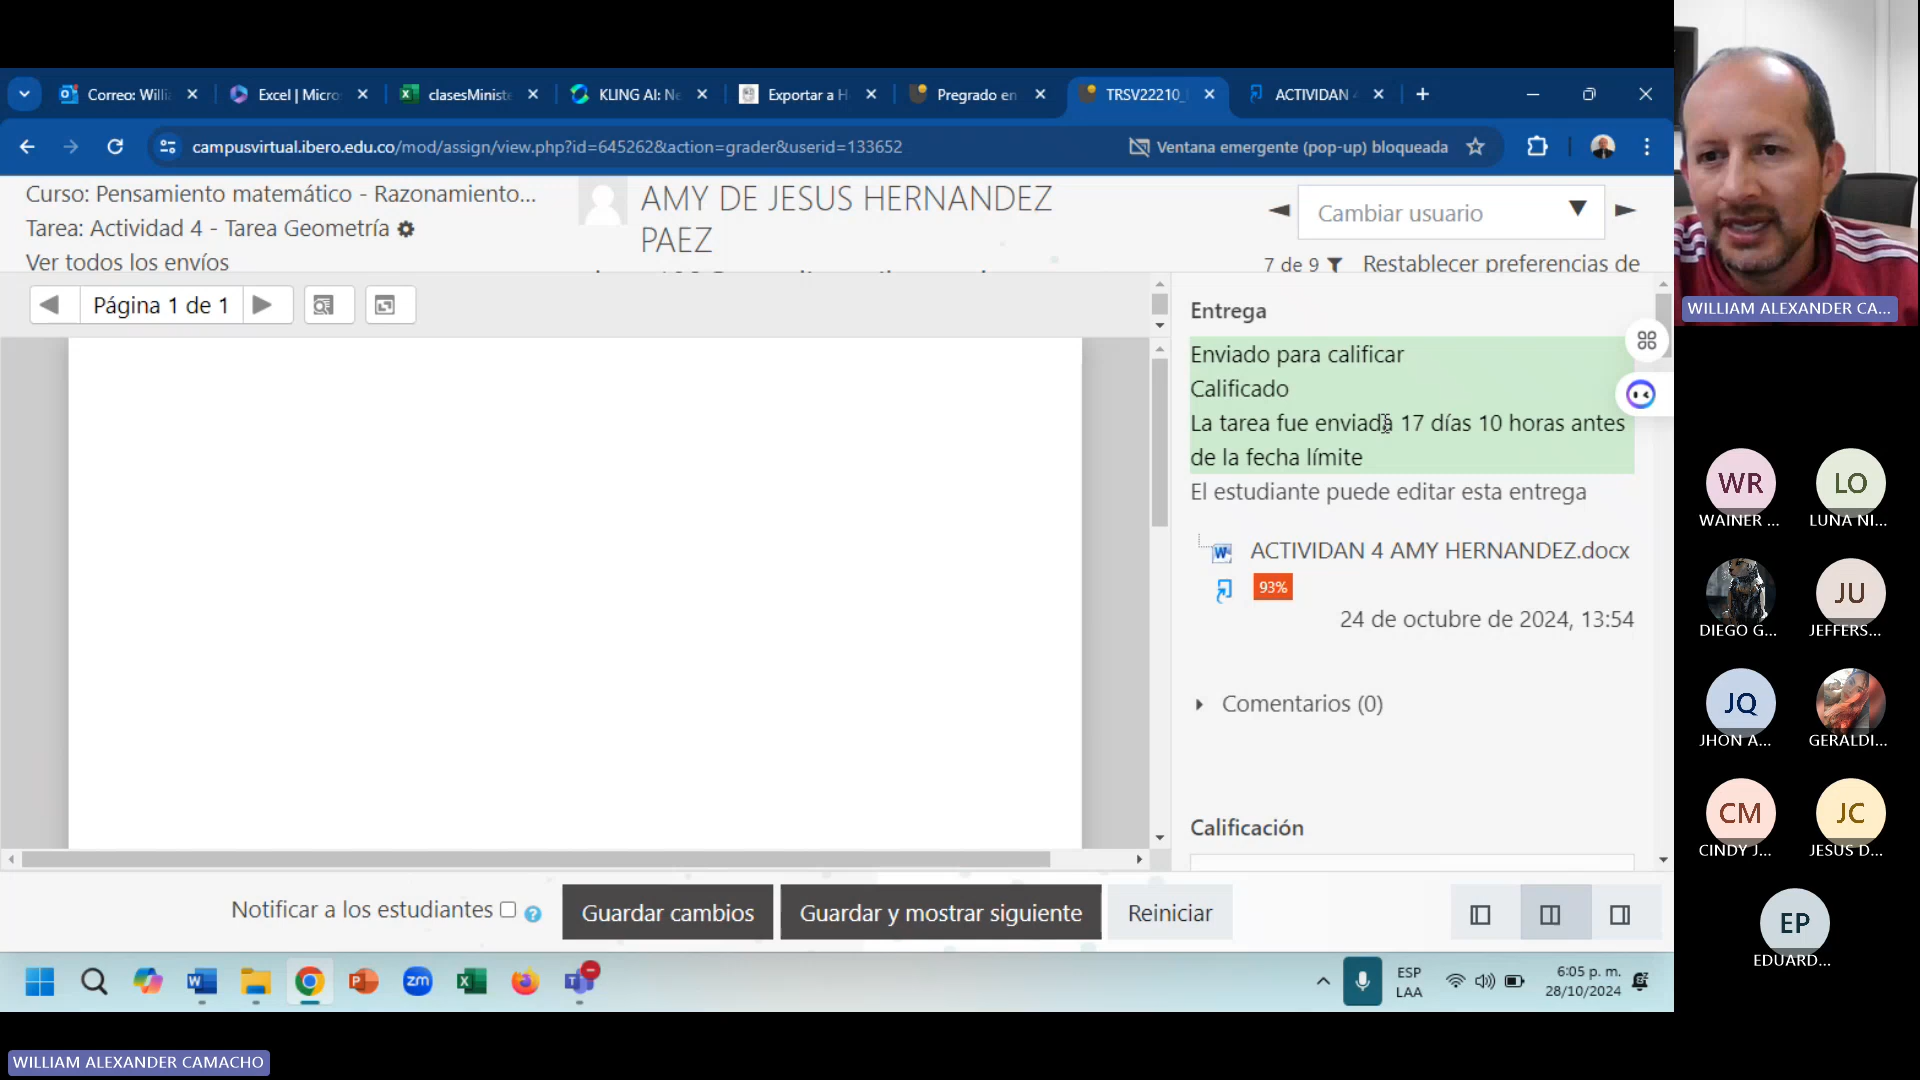 Correo: Willi
Excel | Micro
clasesMiniste
KLING AI: Ne
Exportar a H
Pregrado en
TRSV22210_
ACTIVIDAN
campusvirtual.ibero.edu.co/mod/assign/view.php?id=645262&action=grader&userid=133652
Ventana emergente (pop-up) bloqueada
Curso: Pensamiento matemático - Razonamiento...
Tarea: Actividad 4 - Tarea Geometría
Ver todos los envíos
AMY DE JESUS HERNANDEZ
PAEZ
Cambiar usuario
7 de 9
Restablecer preferencias de
Página 1 de 1
Entrega
Enviado para calificar
Calificado
La tarea fue enviada 17 días 10 horas antes
de la fecha límite
El estudiante puede editar esta entrega
ACTIVIDAN 4 AMY HERNANDEZ.docx
93%
24 de octubre de 2024, 13:54
Comentarios (0)
Calificación
Notificar a los estudiantes
Guardar cambios
Guardar y mostrar siguiente
Reiniciar
ESP
LAA
6:05 p. m.
28/10/2024
WILLIAM ALEXANDER CA...
WR
WAINER ...
LO
LUNA NI...
DIEGO G...
JU
JEFFERS...
JQ
JHON A...
GERALDI...
CM
CINDY J...
JC
JESUS D...
EP
EDUARD...
WILLIAM ALEXANDER CAMACHO